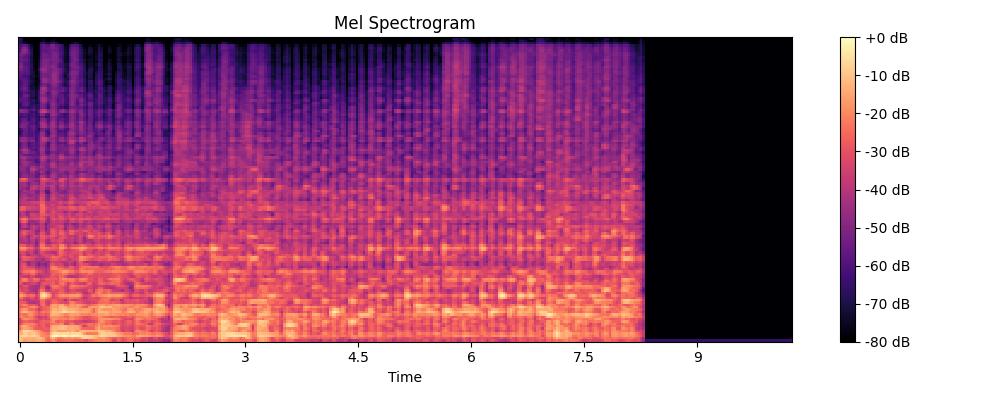 Mel Spectrogram
+0 dB
-10 dB
-20 dB
-30 dB
-40 dB
-50 dB
-60 dB
-70 dB
-80 dB
0 1.5 3 4.5 6 7.5 9
Time